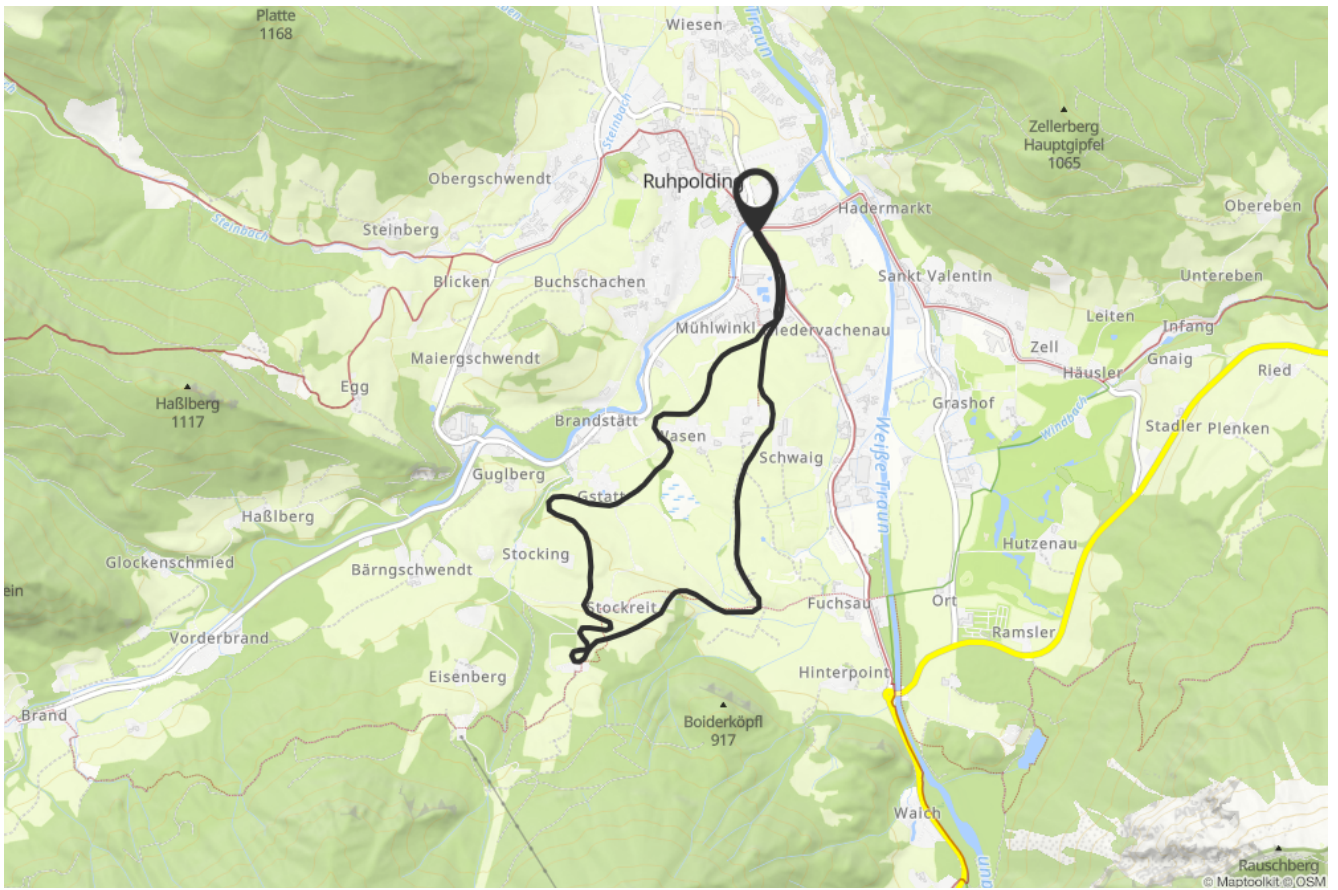 Platte
1168
Wiesen
Traun
Steinbach
Zellerberg
Hauptgipfel
1065
Obergschwendt
Ruhpolding
Hadermarkt
Obereben
Steinbach
Steinberg
Blicken
Buchschachen
Sankt Valentin
Untereben
Leiten
Infang
Mühlwinkl
Niedervachenau
Zell
Gnaig
Maiergschwendt
Häusler
Ried
Egg
Haßlberg
1117
Grashof
Windbach
Brandstätt
Wasen
Weiße Traun
Stadler
Plenken
Schwaig
Guglberg
Gstatt
Haßlberg
Hutzenau
Stocking
Glockenschmied
Bärngschwendt
Stockreit
Fuchsau
Ort
Vorderbrand
Ramsler
Eisenberg
Hinterpoint
Brand
Boiderköpfl
917
Waich
Rauschberg
© Maptoolkit © OSM